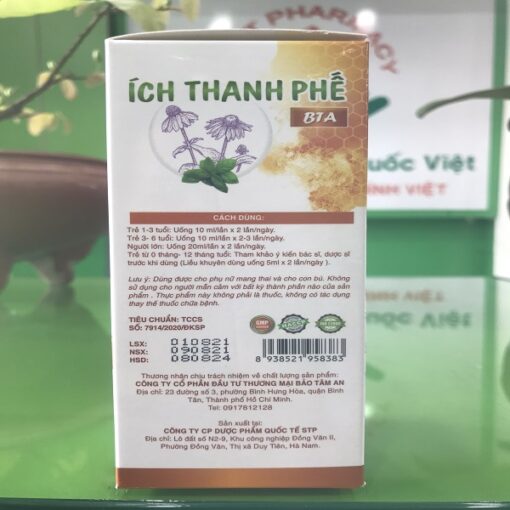 PHARMACY
uốc Việt
ÍCH THANH PHẾ
BTA
CÁCH DÙNG:
Trẻ 1-3 tuổi: Uống 10 ml/lần x 2 lần/ngày.
Trẻ 3- 6 tuổi: Uống 10 ml/lần x 2-3 lần/ngày.
Người lớn: Uống 20ml/lần x 2 lần/ngày.
Trẻ từ 0 tháng- 12 tháng tuổi: Tham khảo ý kiến bác sĩ, dược sĩ
trước khi dùng (Liều khuyên dùng uống 5ml x 2 lần/ngày ).
Lưu ý: Dùng được cho phụ nữ mang thai và cho con bú. Không
sử dụng cho người mẫn cảm với bất kỳ thành phần nào của sản
phẩm . Thực phẩm này không phải là thuốc, không có tác dụng
thay thế thuốc chữa bệnh.
TIÊU CHUẨN: TCCS
SỐ: 7914/2020/ĐKSP
LSX: 010821
NSX: 090821
HSD: 080824
GMP
HACCP
8 938521 958383
Thương nhân chịu trách nhiệm về chất lượng sản phẩm:
CÔNG TY CỔ PHẦN ĐẦU TƯ THƯƠNG MẠI BẢO TÂM AN
Địa chỉ: 23 đường số 3, phường Bình Hưng Hòa, quận Bình
Tân, Thành phố Hồ Chí Minh.
Tel: 0917612128
Sản xuất tại:
CÔNG TY CP DƯỢC PHẨM QUỐC TẾ STP
Địa chỉ: Lô đất số N2-9, Khu công nghiệp Đồng Văn II,
Phường Đồng Văn, Thị xã Duy Tiên, Hà Nam.